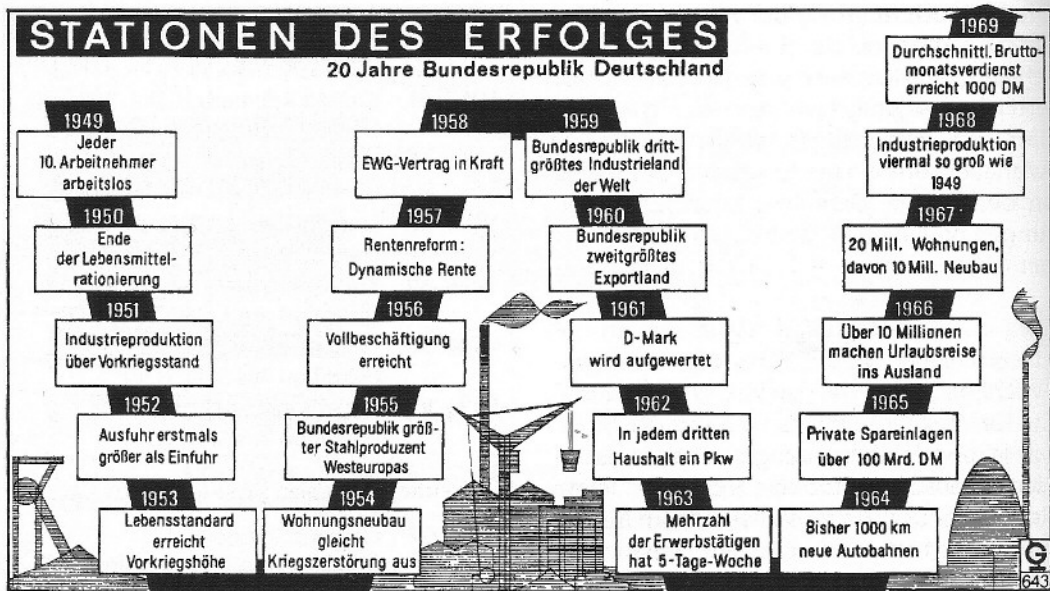 STATIONEN DES ERFOLGES
20 Jahre Bundesrepublik Deutschland
1949
Jeder
10. Arbeitnehmer
arbeitslos
1950
Ende
der Lebensmittel-
rationierung
1951
Industrieproduktion
über Vorkriegsstand
1952
Ausfuhr erstmals
größer als Einfuhr
1953
Lebensstandard
erreicht
Vorkriegshöhe
1954
Wohnungsneubau
gleicht
Kriegszerstörung aus
1955
Bundesrepublik größ-
ter Stahlproduzent
Westeuropas
1956
Vollbeschäftigung
erreicht
1957
Rentenreform:
Dynamische Rente
1958
EWG-Vertrag in Kraft
1959
Bundesrepublik dritt-
größtes Industrieland
der Welt
1960
Bundesrepublik
zweitgrößtes
Exportland
1961
D-Mark
wird aufgewertet
1962
In jedem dritten
Haushalt ein Pkw
1963
Mehrzahl
der Erwerbstätigen
hat 5-Tage-Woche
1964
Bisher 1000 km
neue Autobahnen
1965
Private Spareinlagen
über 100 Mrd. DM
1966
Über 10 Millionen
machen Urlaubsreise
ins Ausland
1967
20 Mill. Wohnungen,
davon 10 Mill. Neubau
1968
Industrieproduktion
viermal so groß wie
1949
1969
Durchschnittl. Brutto-
monatsverdienst
erreicht 1000 DM
G
643